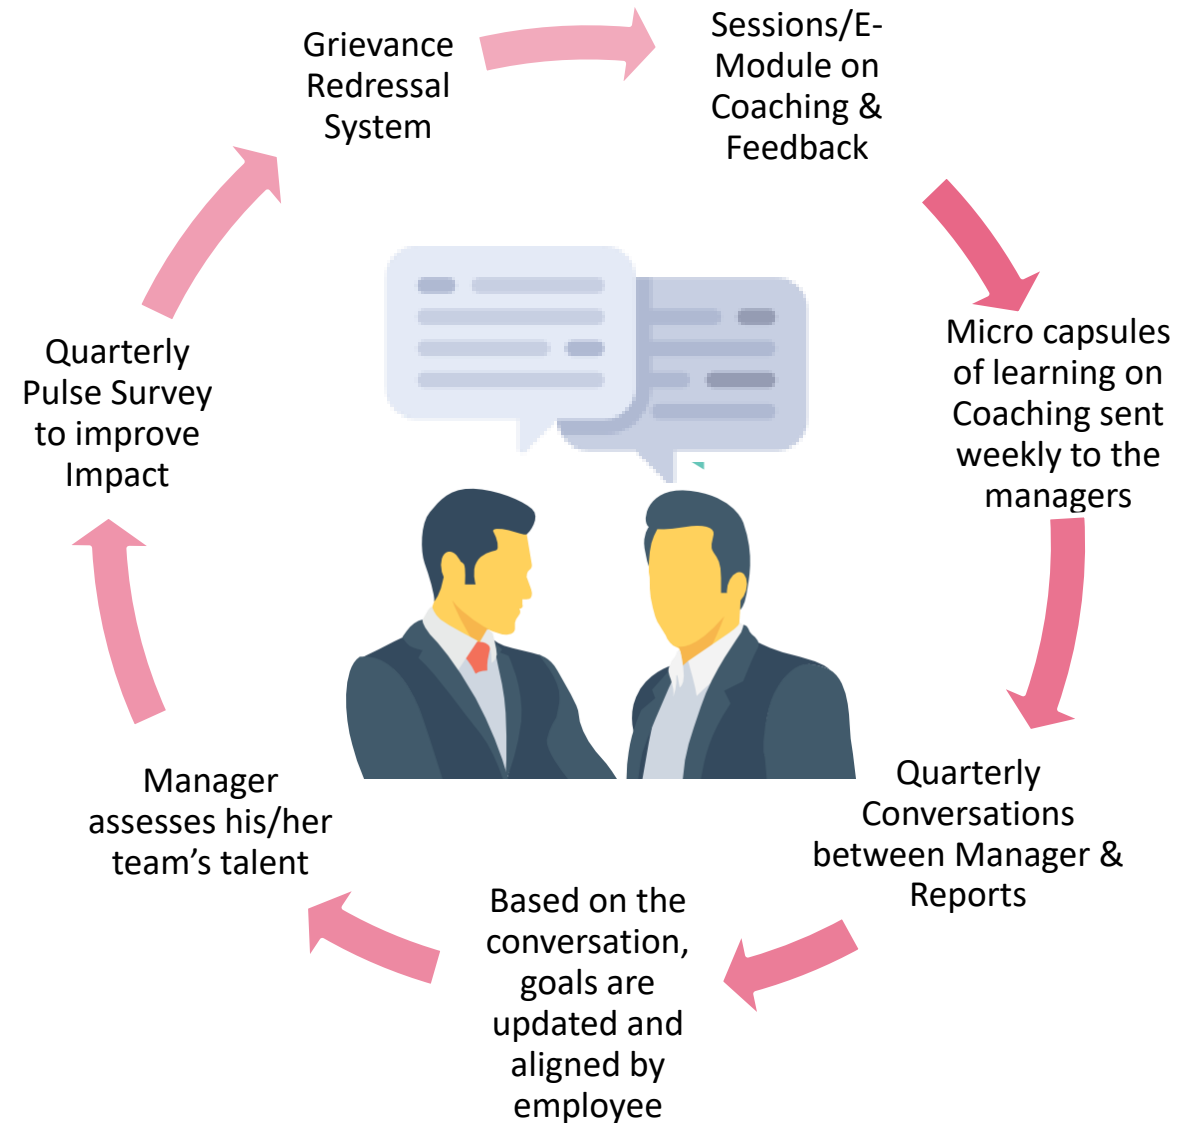 Grievance
Redressal
System
Sessions/E-
Module on
Coaching &
Feedback
Micro capsules
of learning on
Coaching sent
weekly to the
managers
Quarterly
Conversations
between Manager &
Reports
Based on the
conversation,
goals are
updated and
aligned by
employee
Manager
assesses his/her
team’s talent
Quarterly
Pulse Survey
to improve
Impact